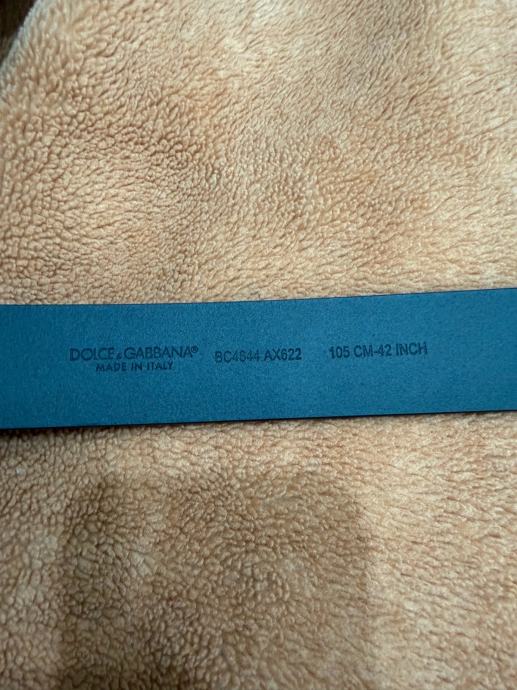 DOLCE & GABBANA® BC4644 AX622 105 CM-42 INCH
MADE IN ITALY